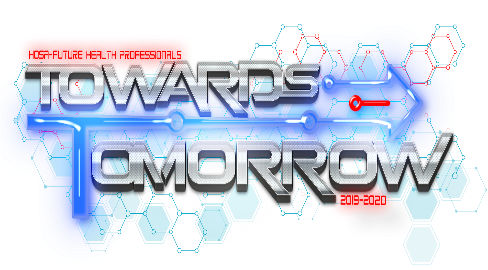 HOSA-FUTURE HEALTH PROFESSIONALS
TOWARDS
TOMORROW
2019-2020